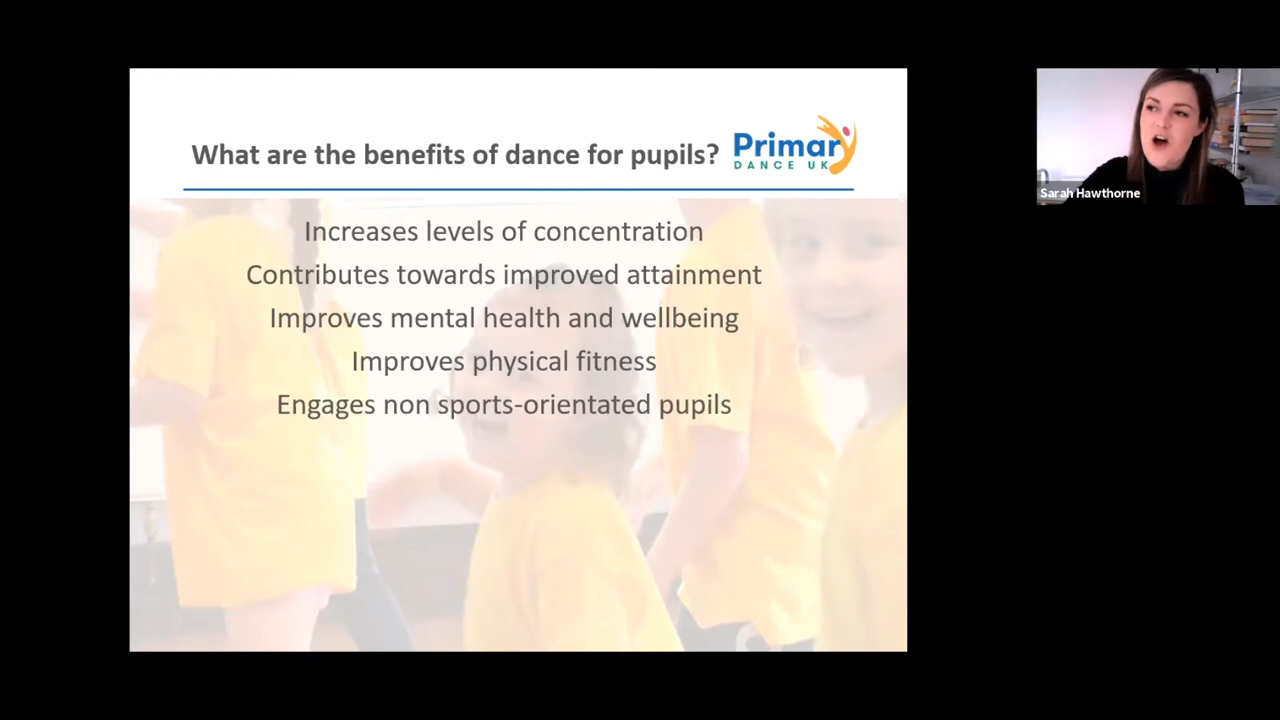 What are the benefits of dance for pupils?
Primary
DANCE UK
Increases levels of concentration
Contributes towards improved attainment
Improves mental health and wellbeing
Improves physical fitness
Engages non sports-orientated pupils
Sarah Hawthorne